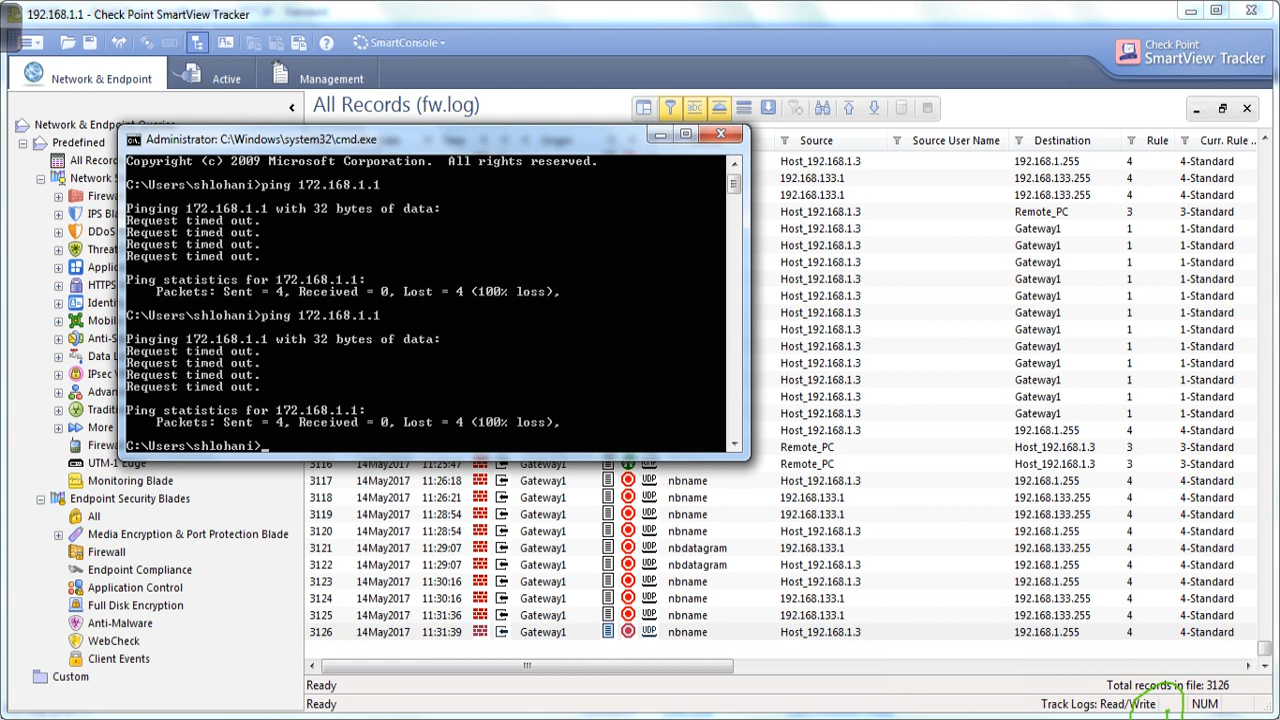 192.168.1.1 - Check Point SmartView Tracker
SmartConsole
Check Point
SmartView Tracker
Network & Endpoint
Active
Management
All Records (fw.log)
Network & Endpoint
Predefined
All Recor
Network S
Firewa
IPS Blad
DDoS
Threat
Applic
HTTPS
Identit
Mobil
Anti-S
Data L
IPsec V
Advan
Traditi
More
Firewa
UTM-1 Edge
Monitoring Blade
Endpoint Security Blades
All
Media Encryption & Port Protection Blade
Firewall
Endpoint Compliance
Application Control
Full Disk Encryption
Anti-Malware
WebCheck
Client Events
Custom
Administrator: C:\Windows\system32\cmd.exe
Copyright (c) 2009 Microsoft Corporation.  All rights reserved.
C:\Users\shlohani>ping 172.168.1.1
Pinging 172.168.1.1 with 32 bytes of data:
Request timed out.
Request timed out.
Request timed out.
Request timed out.
Ping statistics for 172.168.1.1:
Packets: Sent = 4, Received = 0, Lost = 4 (100% loss),
C:\Users\shlohani>ping 172.168.1.1
Pinging 172.168.1.1 with 32 bytes of data:
Request timed out.
Request timed out.
Request timed out.
Request timed out.
Ping statistics for 172.168.1.1:
Packets: Sent = 4, Received = 0, Lost = 4 (100% loss),
C:\Users\shlohani>_
Source Source User Name Destination Rule Curr. Rule ..
Host_192.168.1.3 192.168.1.255 4 4-Standard
192.168.133.1 192.168.133.255 4 4-Standard
192.168.133.1 192.168.133.255 4 4-Standard
Host_192.168.1.3 Remote_PC 3 3-Standard
Host_192.168.1.3 Gateway1 1 1-Standard
Host_192.168.1.3 Gateway1 1 1-Standard
Host_192.168.1.3 Gateway1 1 1-Standard
Host_192.168.1.3 Gateway1 1 1-Standard
Host_192.168.1.3 Gateway1 1 1-Standard
Host_192.168.1.3 Gateway1 1 1-Standard
Host_192.168.1.3 Gateway1 1 1-Standard
Host_192.168.1.3 Gateway1 1 1-Standard
Host_192.168.1.3 Gateway1 1 1-Standard
Host_192.168.1.3 Gateway1 1 1-Standard
Host_192.168.1.3 Gateway1 1 1-Standard
Host_192.168.1.3 Gateway1 1 1-Standard
Host_192.168.1.3 192.168.1.255 4 4-Standard
Remote_PC Host_192.168.1.3 3 3-Standard
3116 14May2017 11:25:47 Gateway1 Remote_PC Host_192.168.1.3 3 3-Standard
3117 14May2017 11:26:18 Gateway1 UDP nbname Host_192.168.1.3 192.168.1.255 4 4-Standard
3118 14May2017 11:26:21 Gateway1 UDP nbname 192.168.133.1 192.168.133.255 4 4-Standard
3119 14May2017 11:28:54 Gateway1 UDP nbname 192.168.133.1 192.168.133.255 4 4-Standard
3120 14May2017 11:28:54 Gateway1 UDP nbname Host_192.168.1.3 192.168.1.255 4 4-Standard
3121 14May2017 11:29:07 Gateway1 UDP nbdatagram 192.168.133.1 192.168.133.255 4 4-Standard
3122 14May2017 11:29:07 Gateway1 UDP nbdatagram Host_192.168.1.3 192.168.1.255 4 4-Standard
3123 14May2017 11:30:16 Gateway1 UDP nbname Host_192.168.1.3 192.168.1.255 4 4-Standard
3124 14May2017 11:30:16 Gateway1 UDP nbname 192.168.133.1 192.168.133.255 4 4-Standard
3125 14May2017 11:31:36 Gateway1 UDP nbname 192.168.133.1 192.168.133.255 4 4-Standard
3126 14May2017 11:31:39 Gateway1 UDP nbname Host_192.168.1.3 192.168.1.255 4 4-Standard
Ready Total records in file: 3126
Ready Track Logs: Read/Write NUM